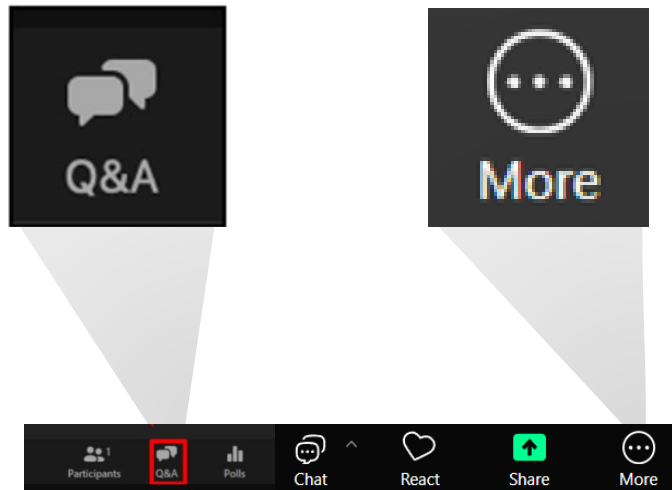 Q&A
More
1
Participants
Q&A
Polls
Chat
React
Share
More